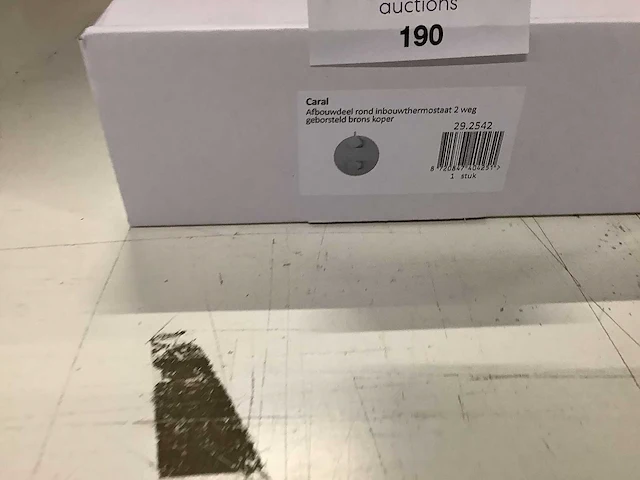 auctions
190
Caral
Afbouwdeel rond inbouwthermostaat 2 weg
geborsteld brons koper
29.2542
1 stuk